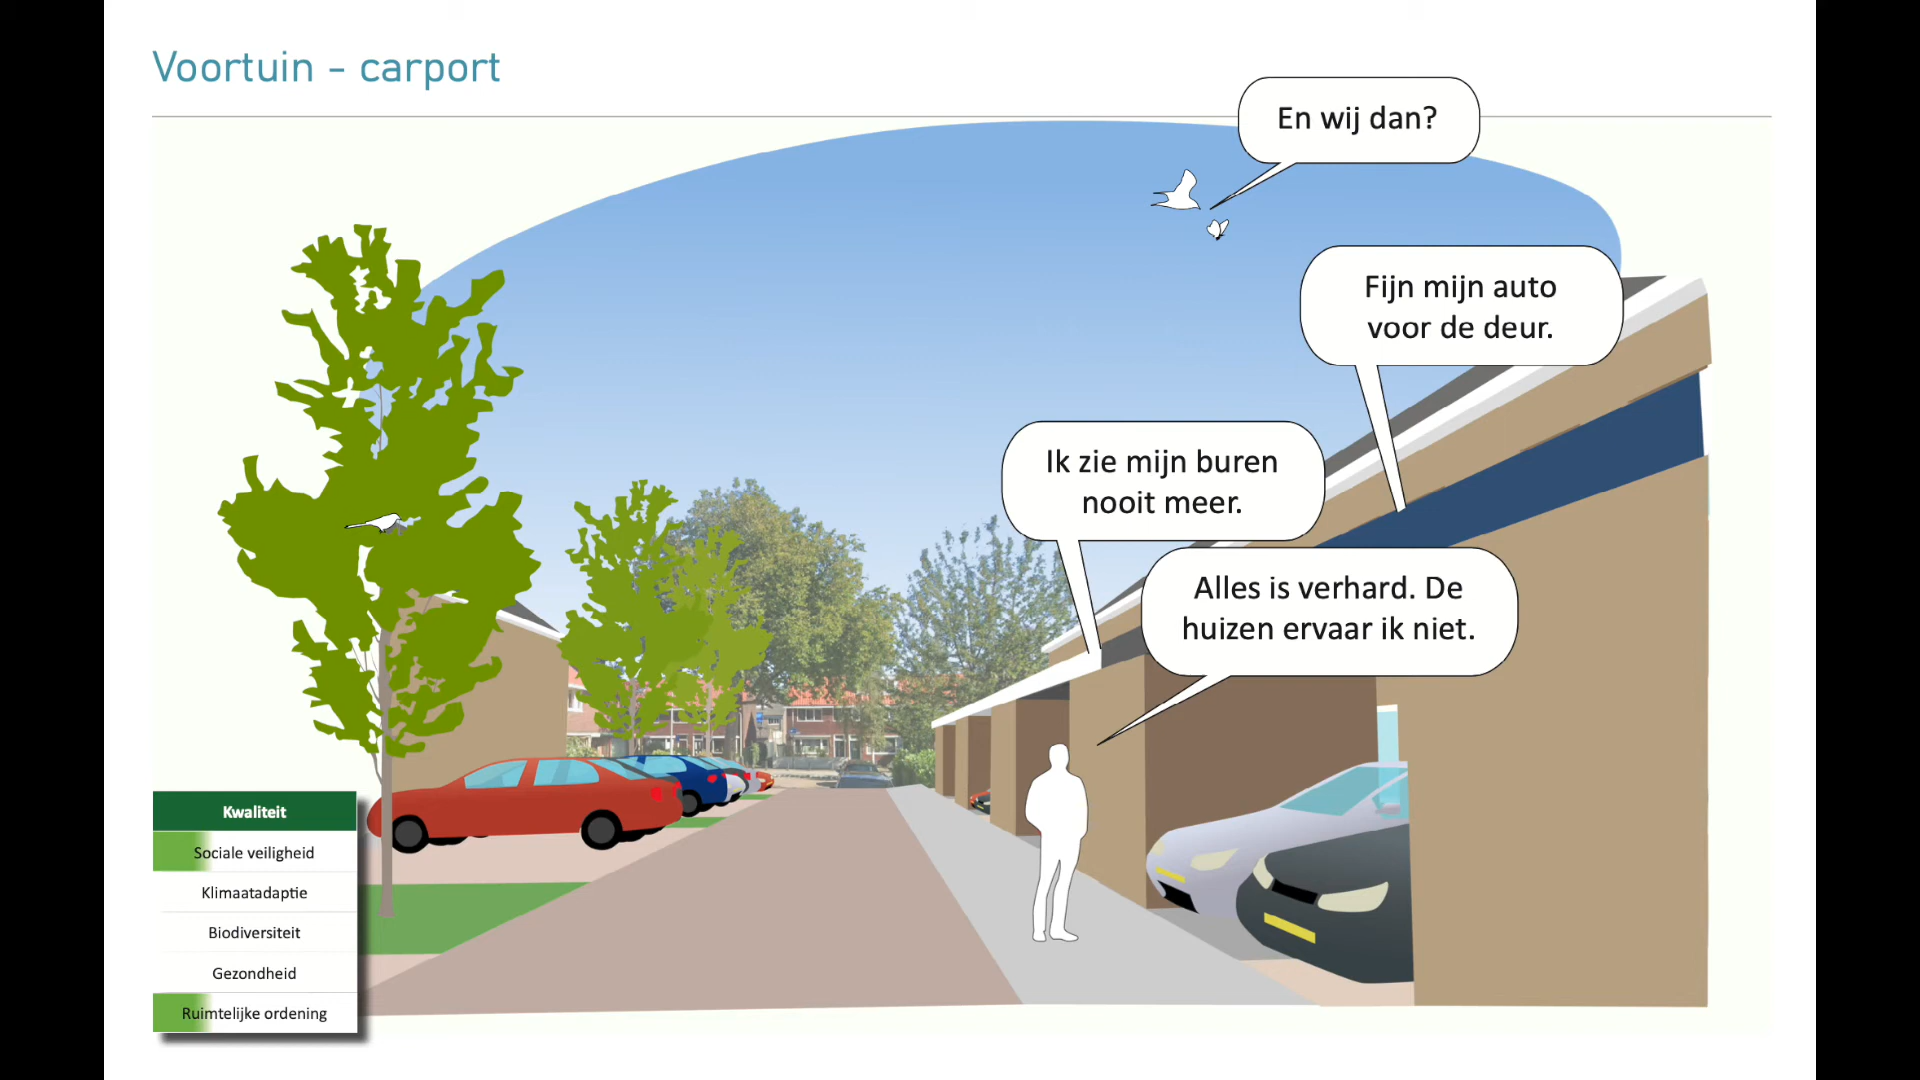 Voortuin - carport
En wij dan?
Fijn mijn auto
voor de deur.
Ik zie mijn buren
nooit meer.
Alles is verhard. De
huizen ervaar ik niet.
Kwaliteit
Sociale veiligheid
Klimaatadaptie
Biodiversiteit
Gezondheid
Ruimtelijke ordening